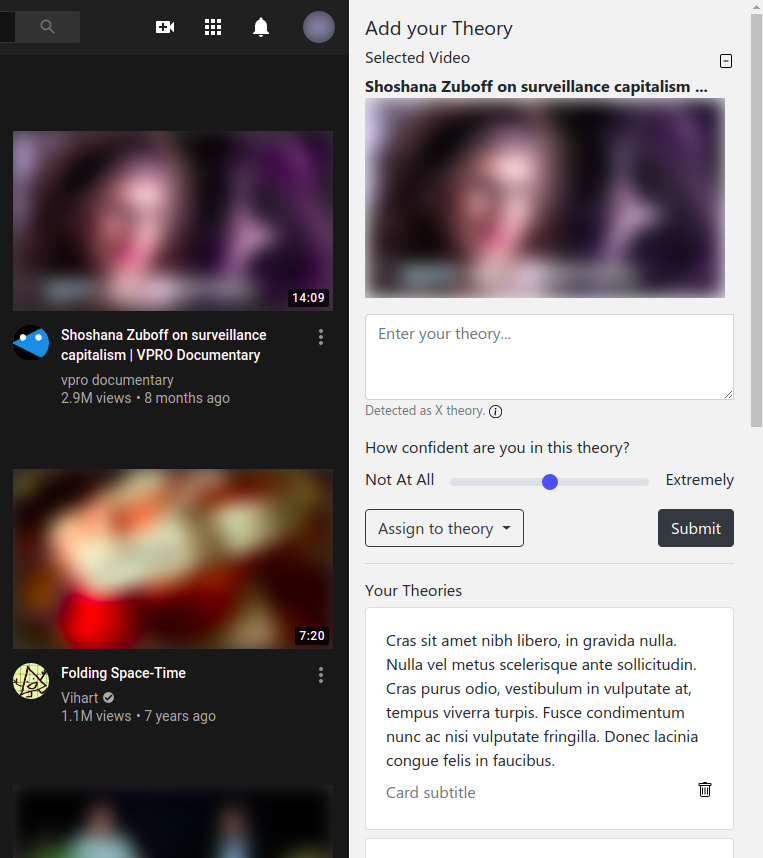 14:09
Shoshana Zuboff on surveillance
capitalism | VPRO Documentary
vpro documentary
2.9M views • 8 months ago
7:20
Folding Space-Time
Vihart
1.1M views • 7 years ago
Add your Theory
Selected Video
Shoshana Zuboff on surveillance capitalism ...
Enter your theory...
Detected as X theory.
How confident are you in this theory?
Not At All
Extremely
Assign to theory
Submit
Your Theories
Cras sit amet nibh libero, in gravida nulla.
Nulla vel metus scelerisque ante sollicitudin.
Cras purus odio, vestibulum in vulputate at,
tempus viverra turpis. Fusce condimentum
nunc ac nisi vulputate fringilla. Donec lacinia
congue felis in faucibus.
Card subtitle